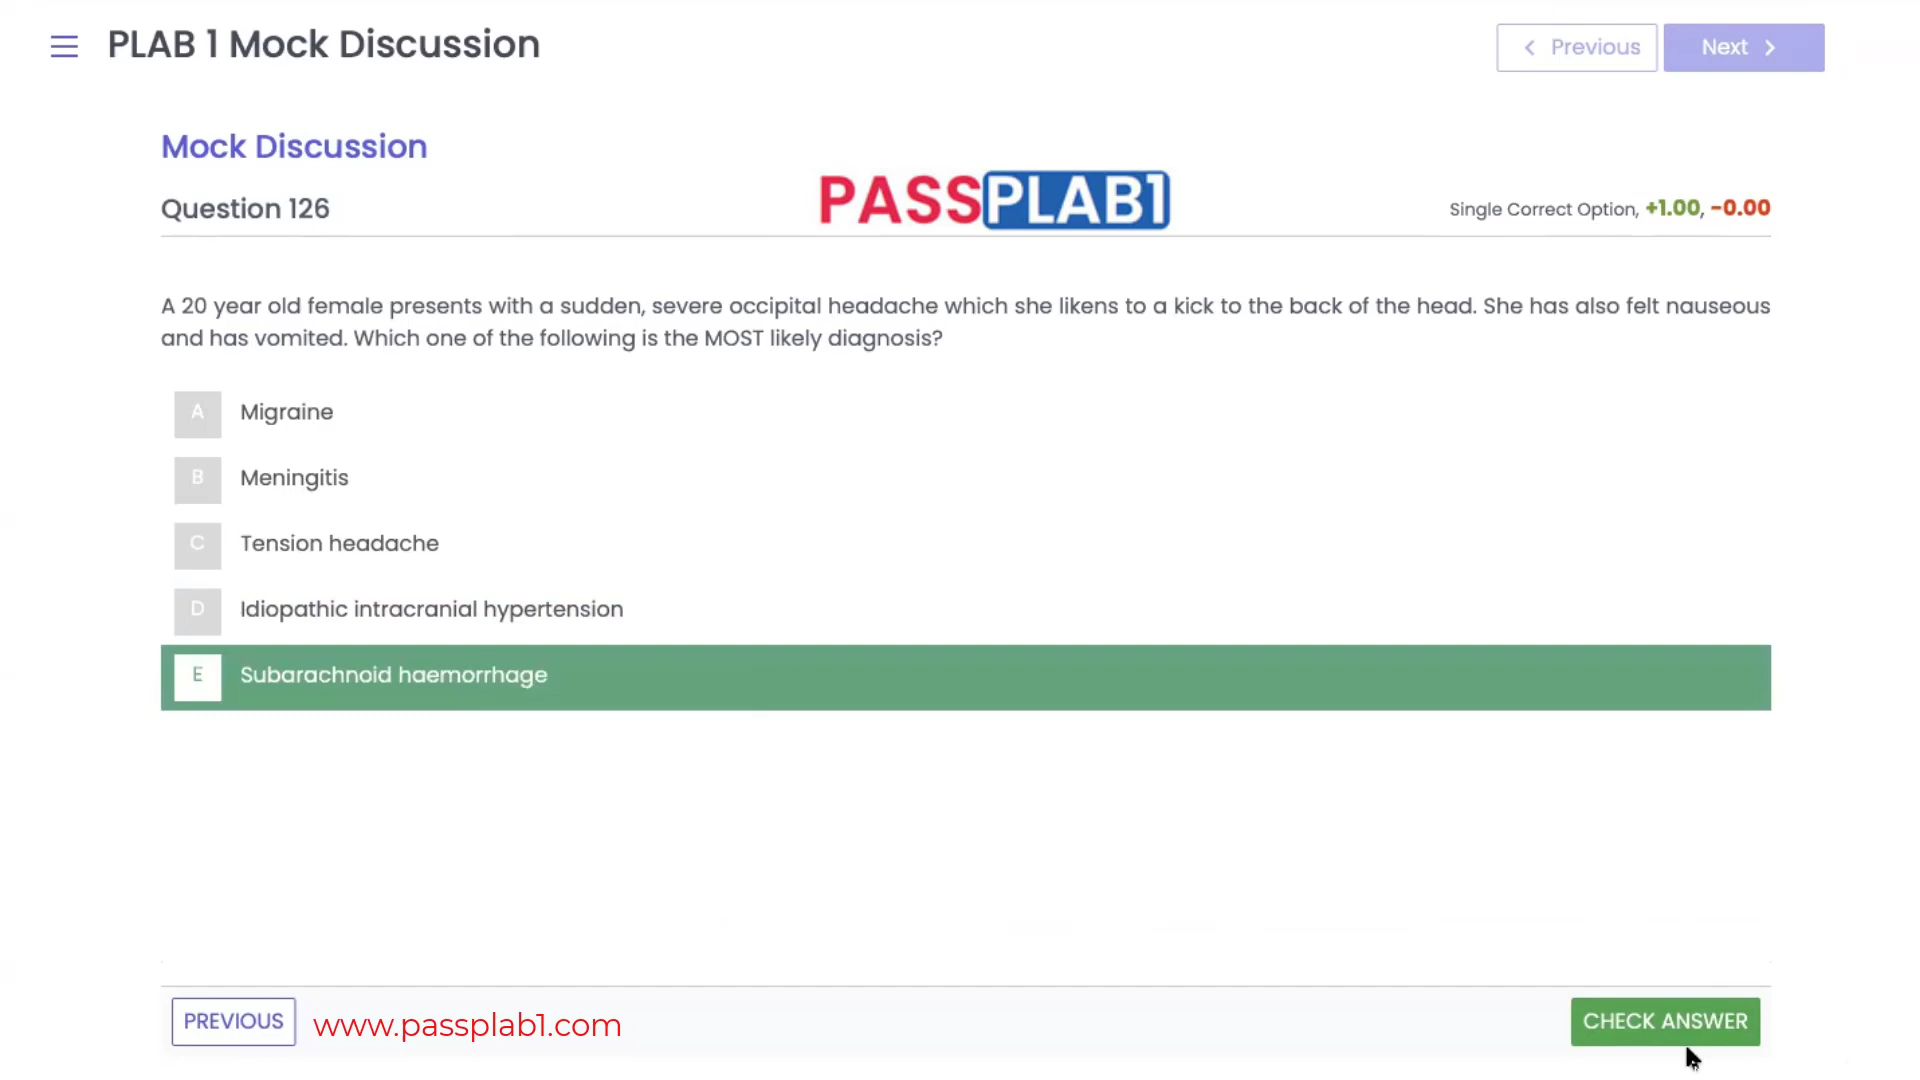 PLAB 1 Mock Discussion
Previous
Next
Mock Discussion
Question 126
PASSPLAB1
Single Correct Option, +1.00, -0.00
A 20 year old female presents with a sudden, severe occipital headache which she likens to a kick to the back of the head. She has also felt nauseous
and has vomited. Which one of the following is the MOST likely diagnosis?
A Migraine
B Meningitis
C Tension headache
D Idiopathic intracranial hypertension
E Subarachnoid haemorrhage
PREVIOUS
www.passplab1.com
CHECK ANSWER